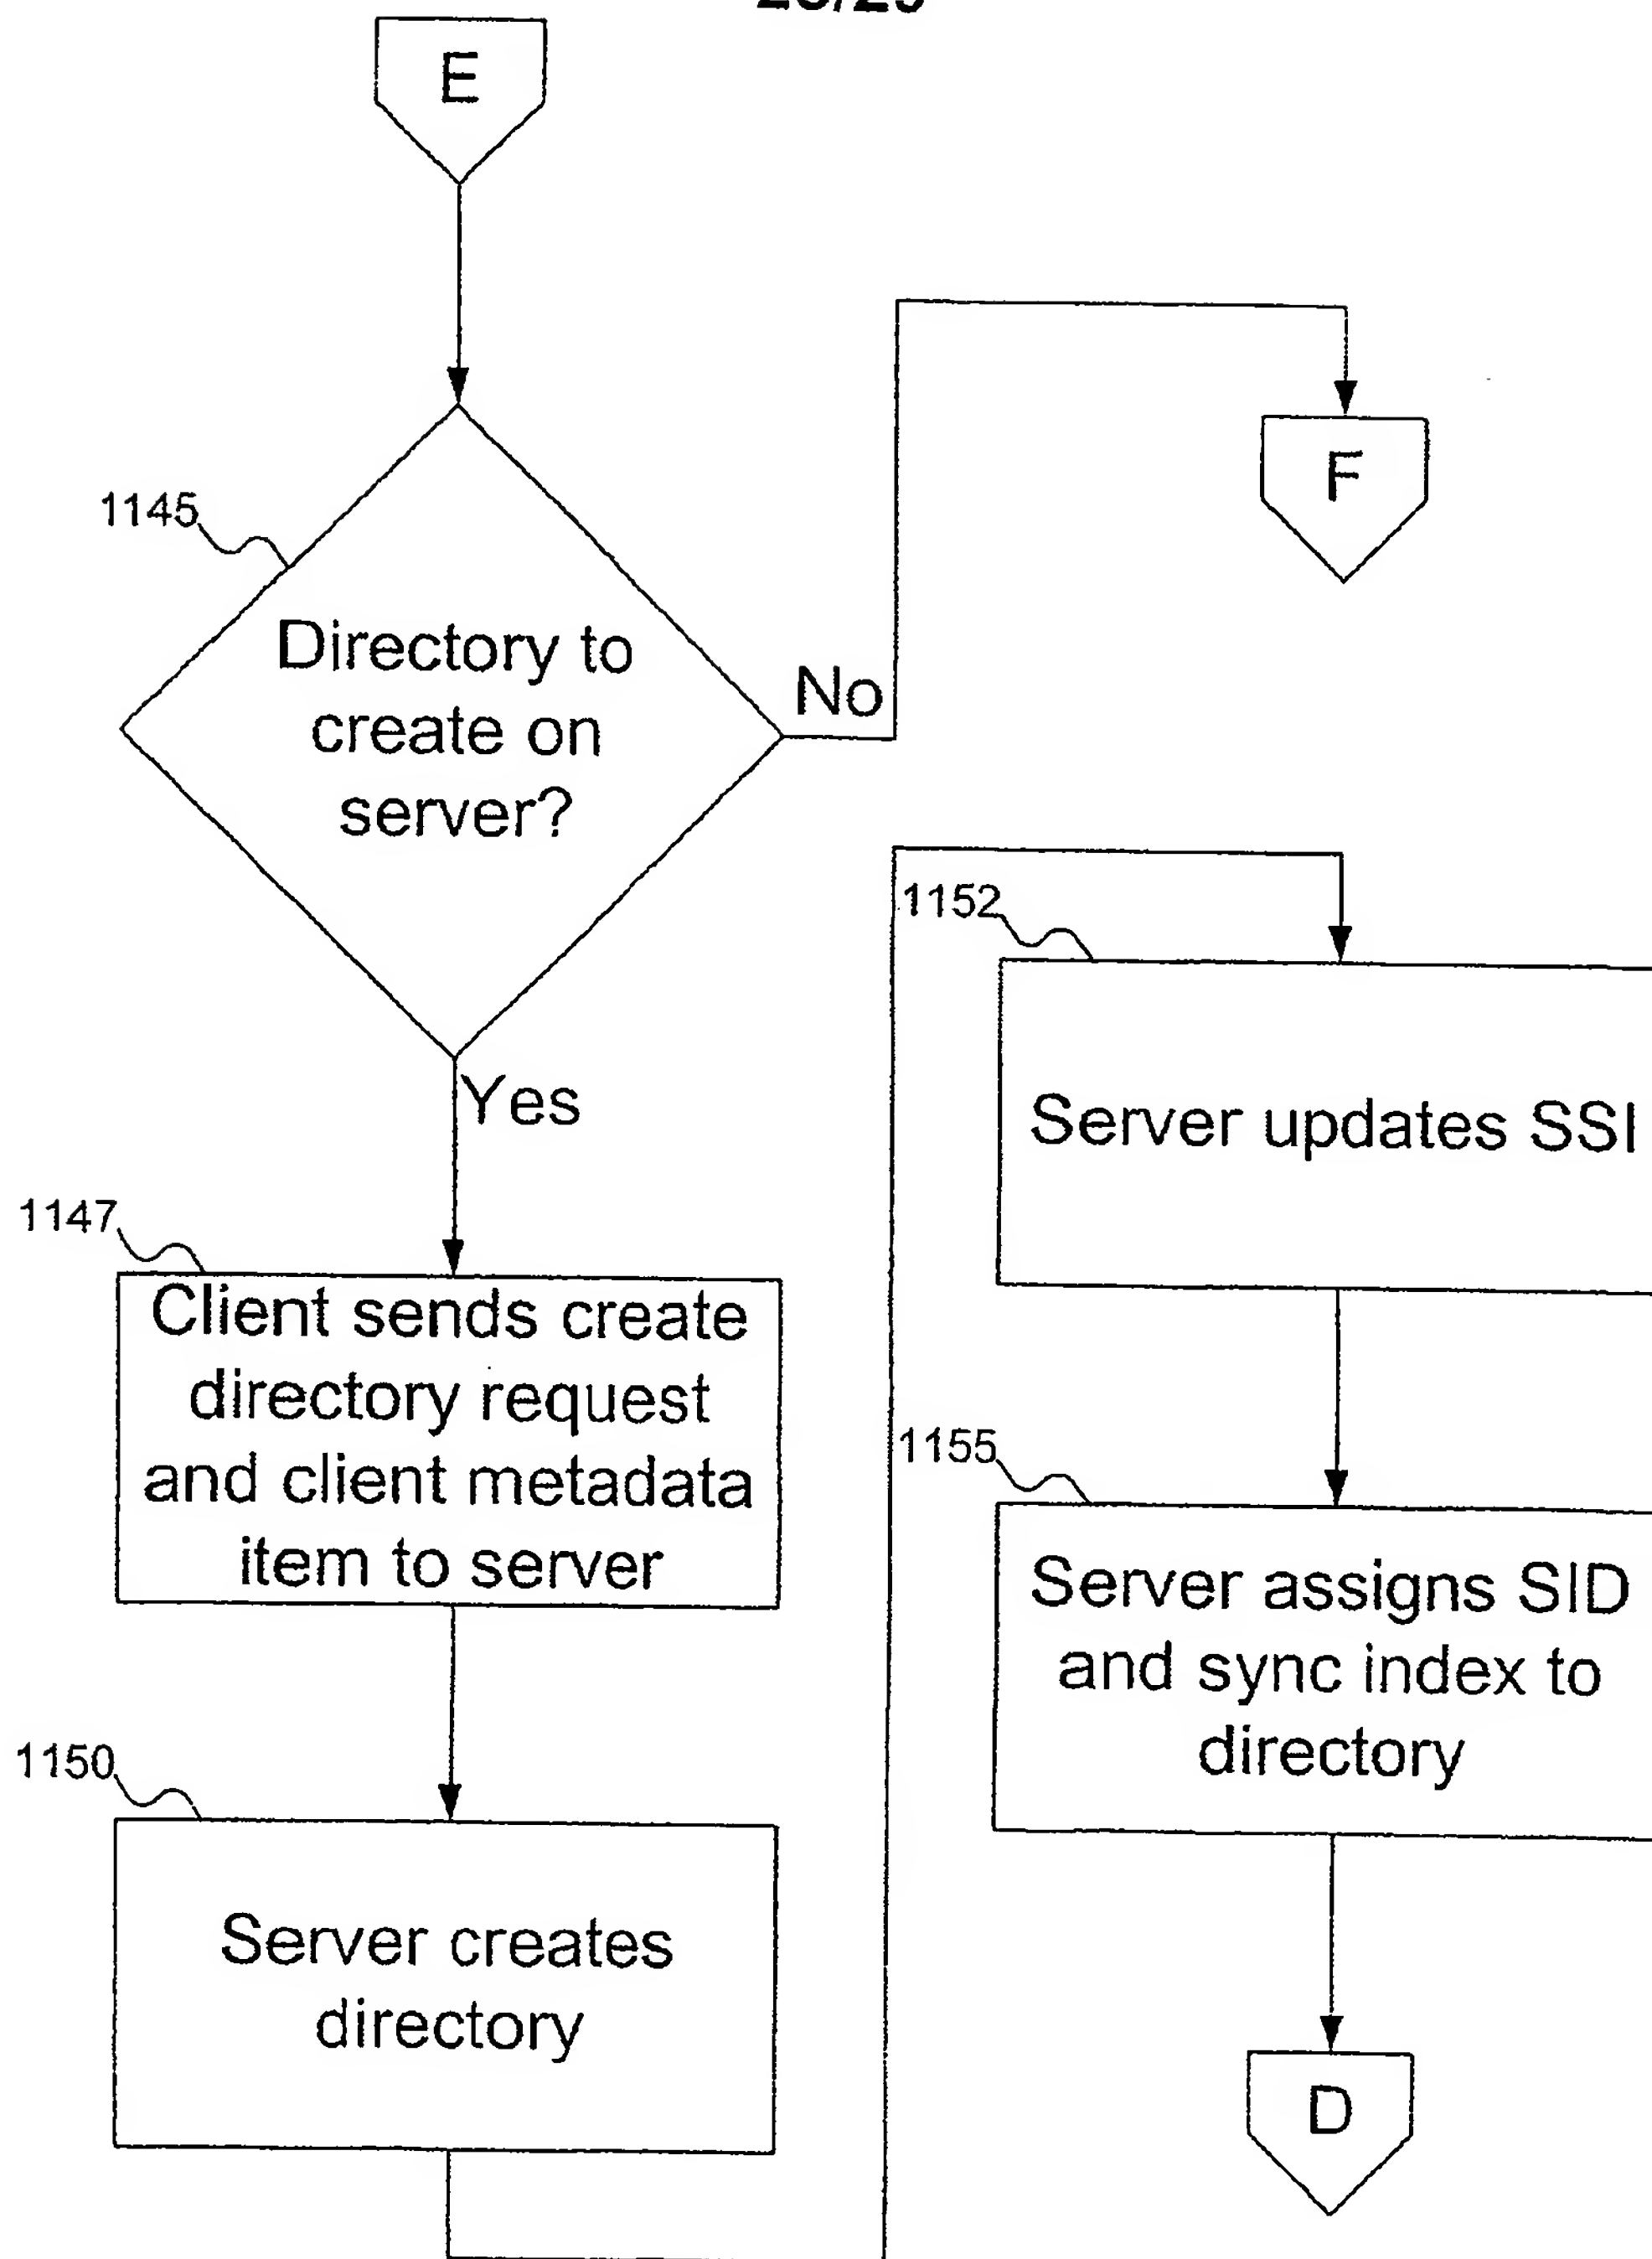 E
F
1145
Directory to
create on
server?
No
Yes
1147
Client sends create
directory request
and client metadata
item to server
1150
Server creates
directory
1152
Server updates SSI
1155
Server assigns SID
and sync index to
directory
D